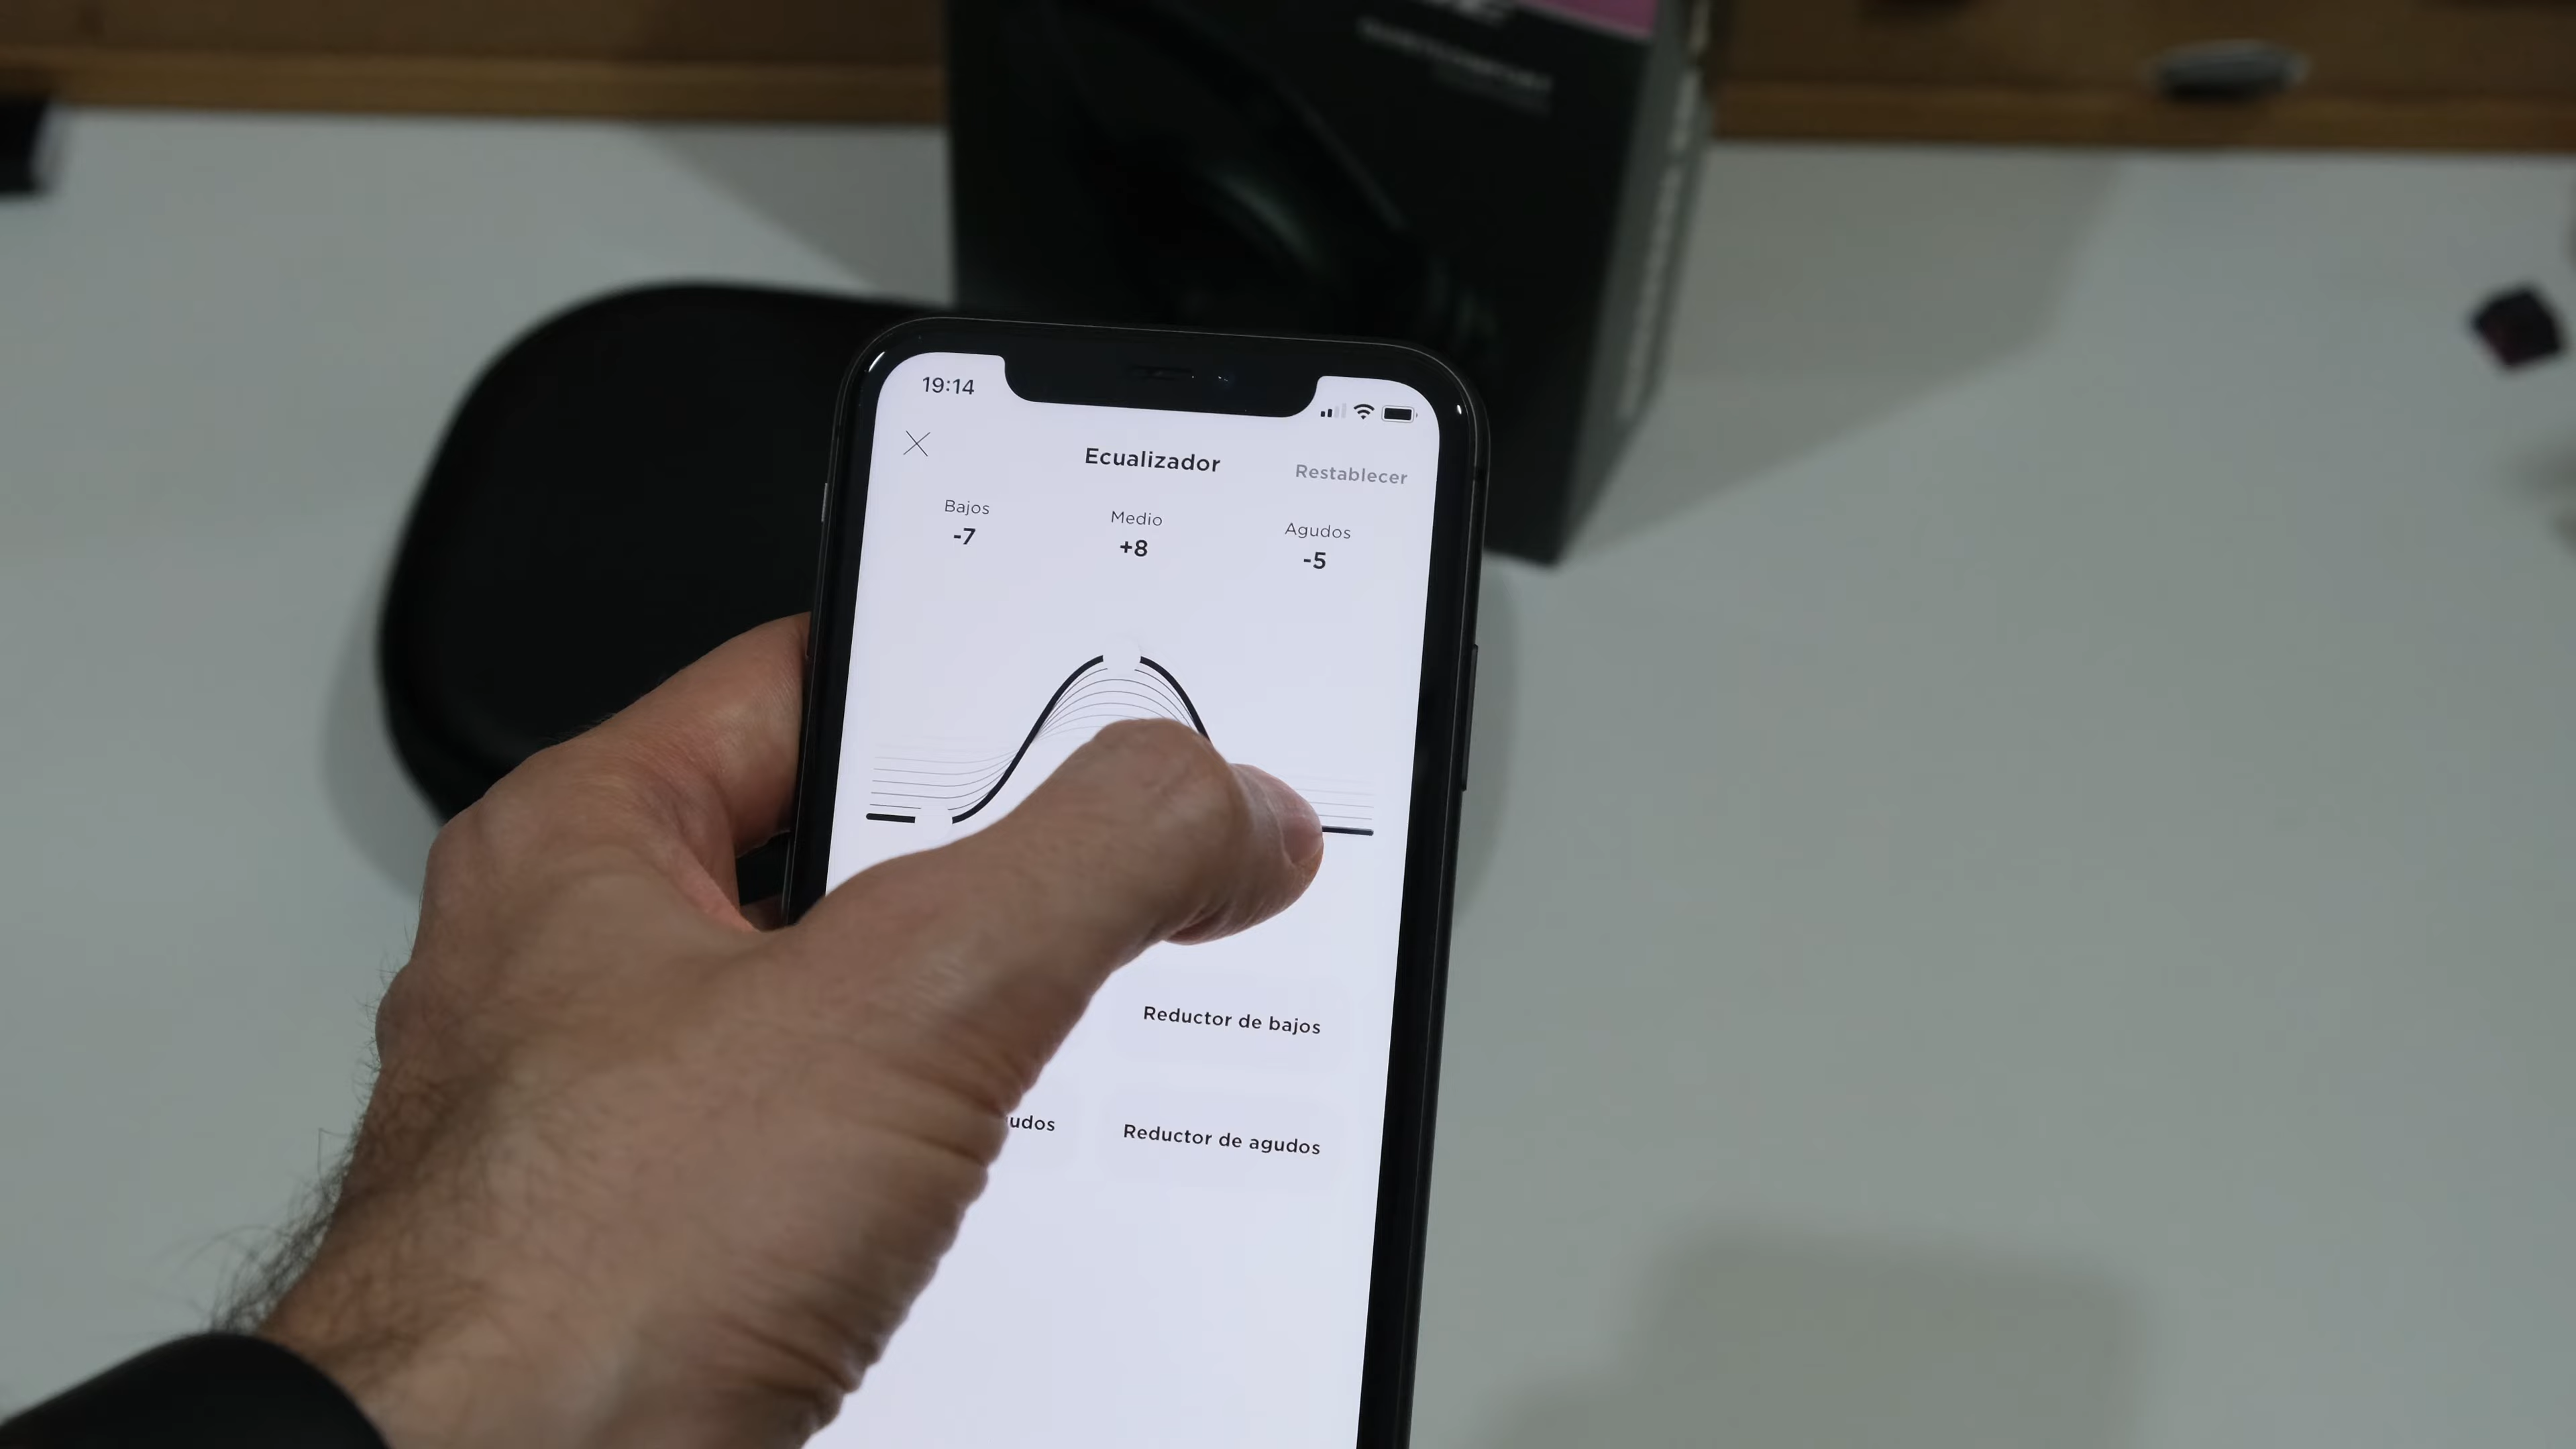 19:14
Ecualizador
Restablecer
Bajos
Medio
Agudos
-7
+8
-5
Reductor de bajos
udos
Reductor de agudos